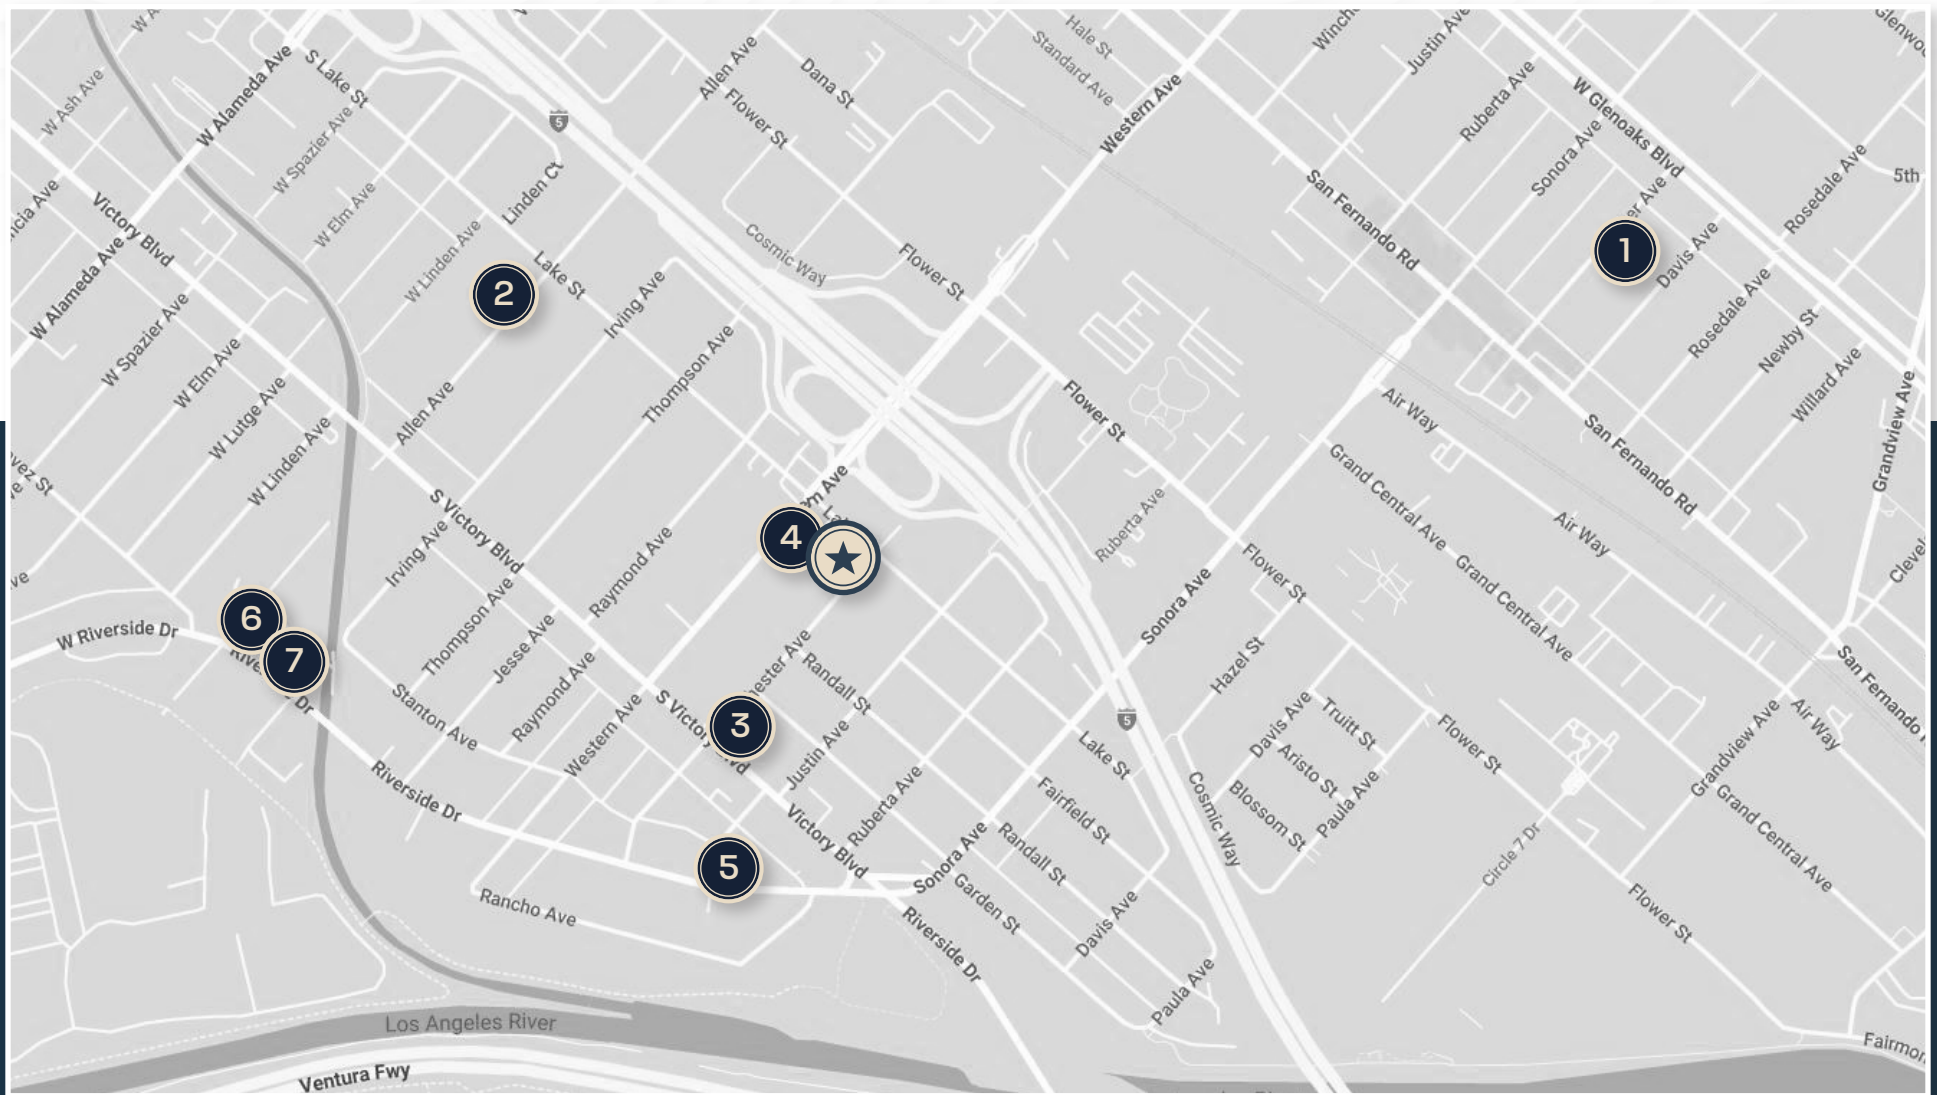 S Lake St
W Alameda Ave
W Ash Ave
W Spazier Ave
W Elm Ave
W Linden Ave
Linden Ct
5
Allen Ave
Flower St
Dana St
Hale St
Standard Ave
Western Ave
Justin Ave
Ruberta Ave
W Glenoaks Blvd
Sonora Ave
Rosedale Ave
5th
San Fernando Rd
1
Davis Ave
Rosedale Ave
Newby St
Willard Ave
Grandview Ave
Victory Blvd
W Alameda Ave
W Spazier Ave
W Elm Ave
W Lutge Ave
W Linden Ave
2
Lake St
Irving Ave
Thompson Ave
Allen Ave
Cosmic Way
Flower St
Flower St
Air Way
San Fernando Rd
Grand Central Ave
Air Way
Grand Central Ave
Ruberta Ave
Sonora Ave
Flower St
Hazel St
S Victory Blvd
Irving Ave
Thompson Ave
Jesse Ave
Raymond Ave
Raymond Ave
4
6
7
W Riverside Dr
Stanton Ave
Western Ave
Riverside Dr
3
Randall St
Justin Ave
Ruberta Ave
Victory Blvd
5
Sonora Ave
Rancho Ave
Riverside Dr
Garden St
Randall St
Fairfield St
Lake St
5
Cosmic Way
Davis Ave
Truitt St
Aristo St
Blossom St
Paula Ave
Davis Ave
Paula Ave
Flower St
Circle 7 Dr
Grandview Ave
Air Way
Grand Central Ave
San Fernando
Flower St
Los Angeles River
Ventura Fwy